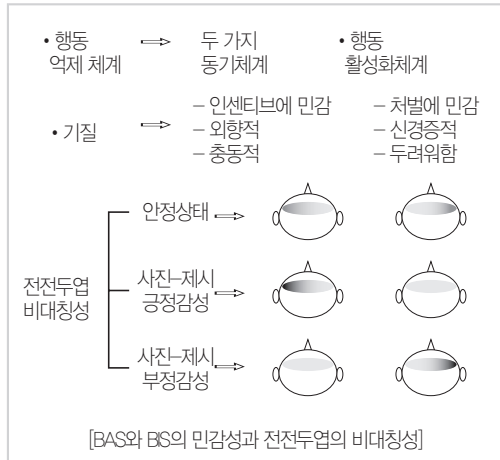 • 행동 억제 체계 ⇒ 두 가지 동기체계 • 행동 활성화체계
• 기질 ⇒ – 인센티브에 민감 – 처벌에 민감
– 외향적 – 신경증적
– 충동적 – 두려워함
안정상태 ⇒
전전두엽 비대칭성
사진–제시 긍정감성 ⇒
사진–제시 부정감성 ⇒
[BAS와 BIS의 민감성과 전전두엽의 비대칭성]